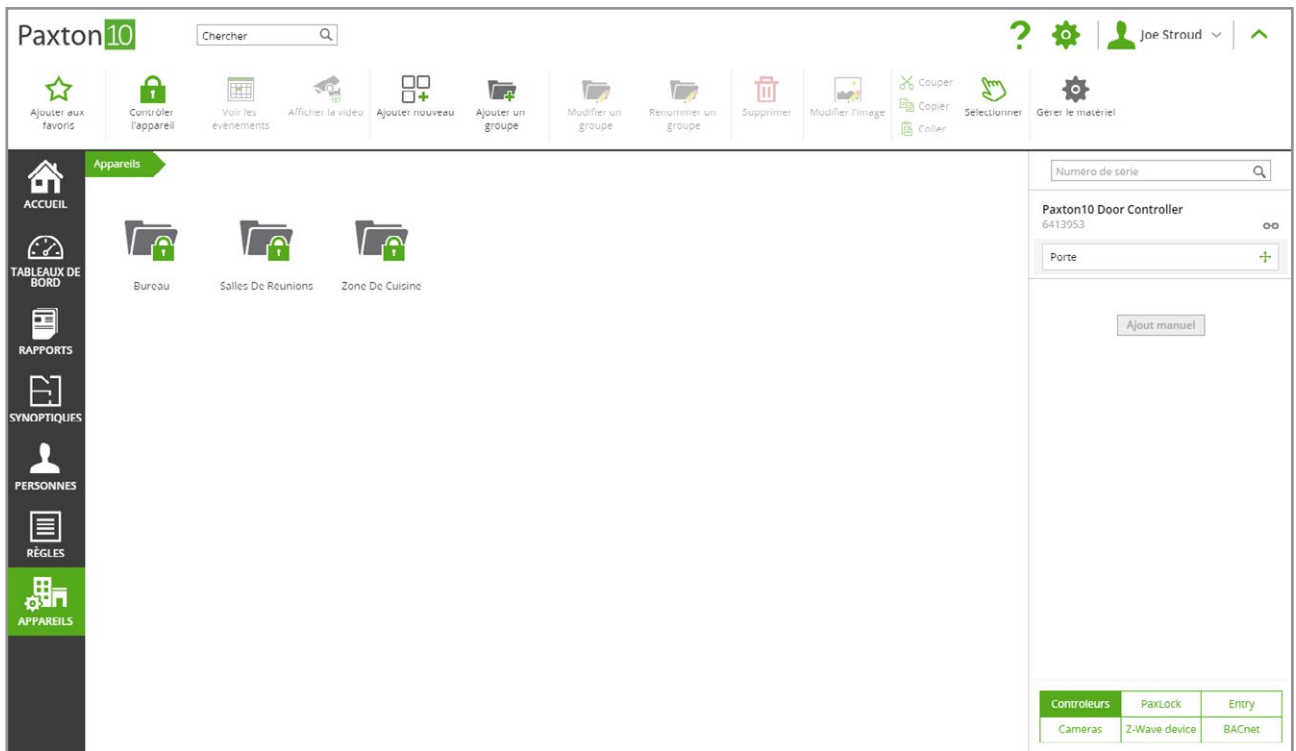 Paxton 10
Chercher
Joe Stroud
Ajouter aux
favoris
Contrôler
l'appareil
Voir les
évènements
Afficher la vidéo
Ajouter nouveau
Ajouter un
groupe
Modifier un
groupe
Renommer un
groupe
Supprimer
Modifier l'image
Couper
Copier
Coller
Sélectionner
Gérer le matériel
ACCUEIL
TABLEAUX DE
BORD
RAPPORTS
SYNOPTIQUES
PERSONNES
RÈGLES
APPAREILS
Appareils
Bureau
Salles De Réunions
Zone De Cuisine
Numéro de série
Paxton10 Door Controller
6413953
Porte
Ajout manuel
Contrôleurs
PaxLock
Entry
Caméras
Z-Wave device
BACnet